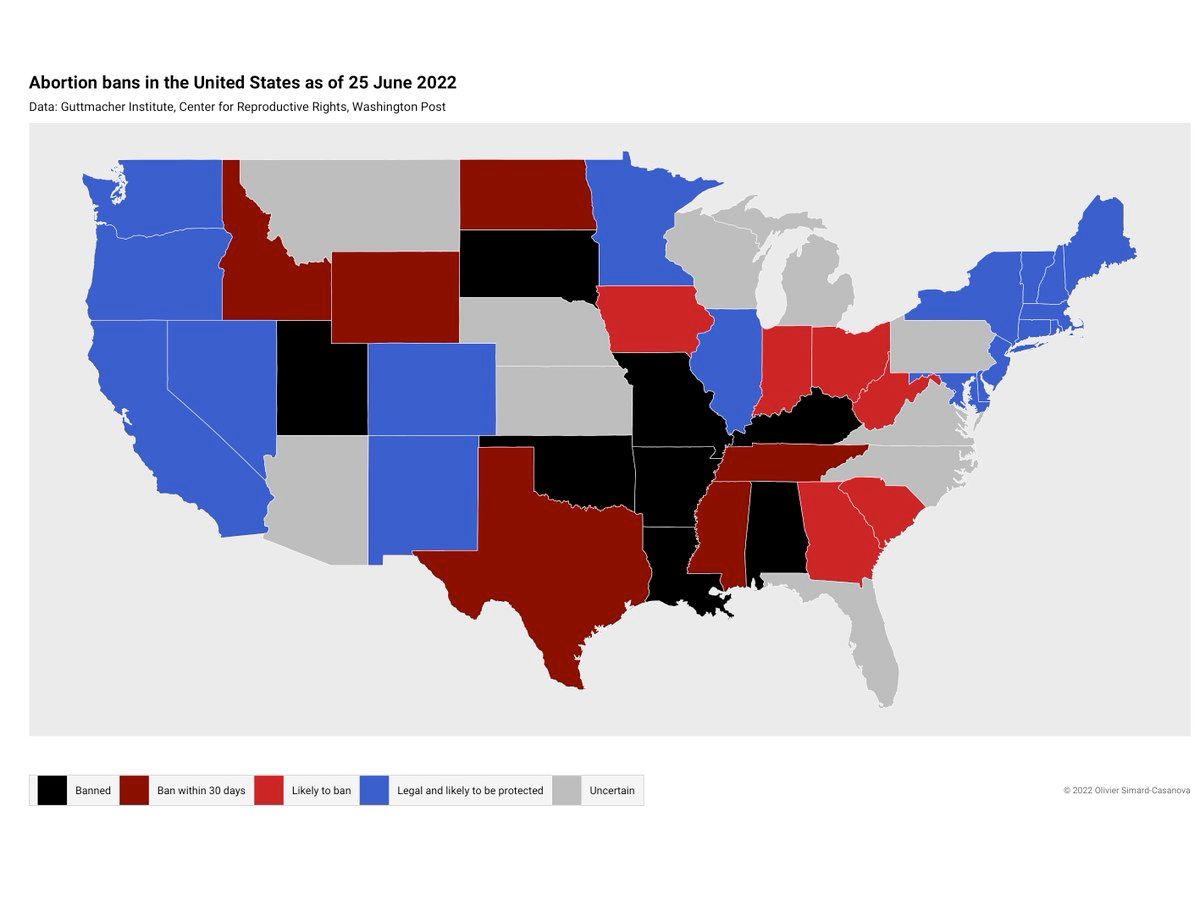 Abortion bans in the United States as of 25 June 2022
Data: Guttmacher Institute, Center for Reproductive Rights, Washington Post
Banned Ban within 30 days Likely to ban Legal and likely to be protected Uncertain
© 2022 Olivier Simard-Casanova